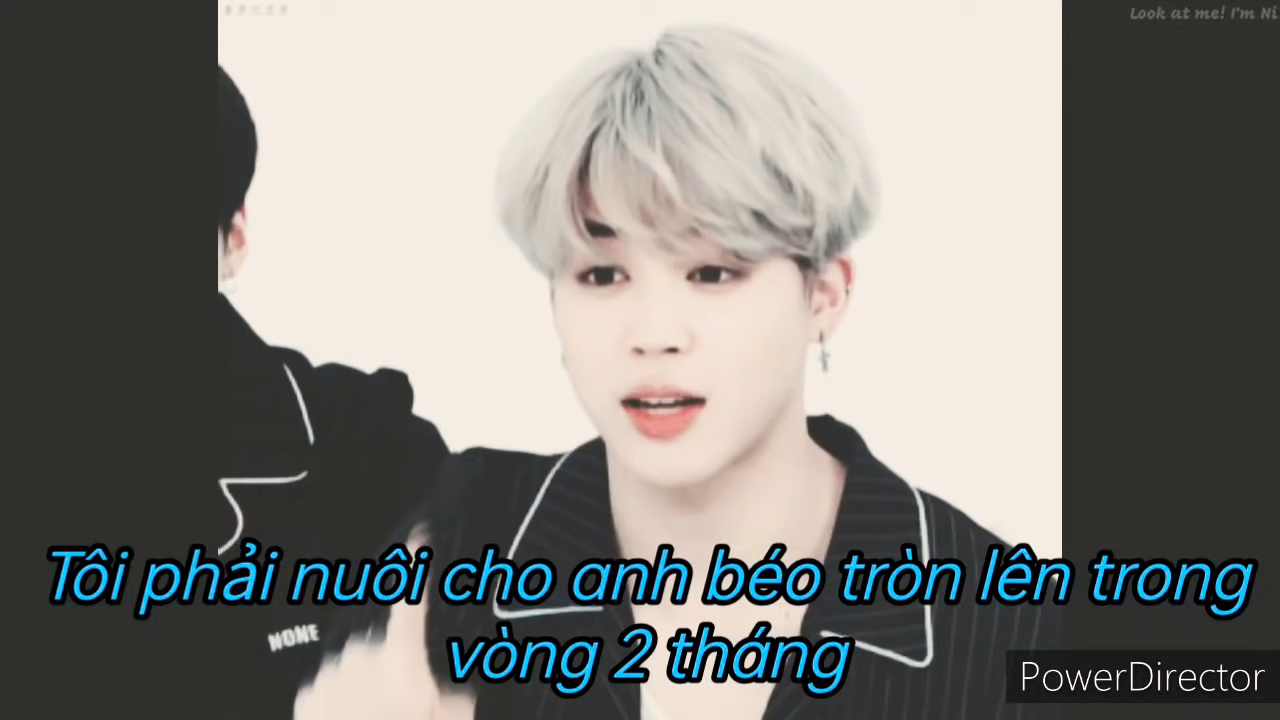 Look at me! I'm Ni
Tôi phải nuôi cho anh béo tròn lên trong
vòng 2 tháng
NONE
PowerDirector